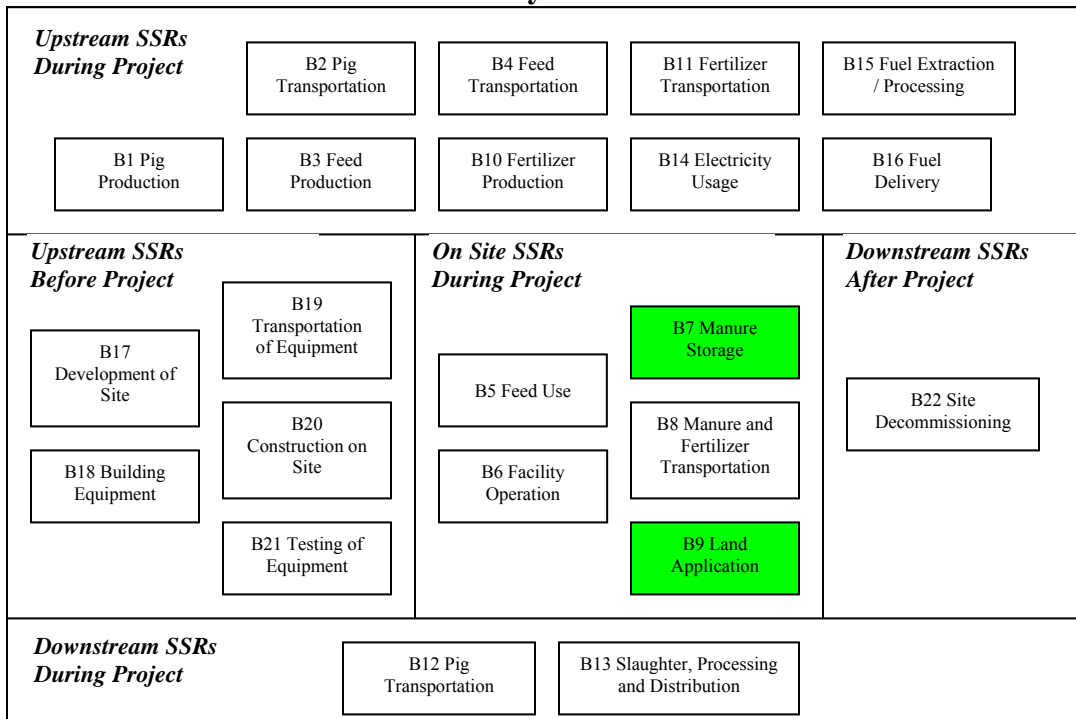 Upstream SSRs
During Project
B2 Pig
Transportation
B4 Feed
Transportation
B11 Fertilizer
Transportation
B15 Fuel Extraction
/ Processing
B1 Pig
Production
B3 Feed
Production
B10 Fertilizer
Production
B14 Electricity
Usage
B16 Fuel
Delivery
Upstream SSRs
Before Project
B19
Transportation
of Equipment
B17
Development of
Site
B20
Construction on
Site
B18 Building
Equipment
B21 Testing of
Equipment
On Site SSRs
During Project
B7 Manure
Storage
B5 Feed Use
B8 Manure and
Fertilizer
Transportation
B6 Facility
Operation
B9 Land
Application
Downstream SSRs
After Project
B22 Site
Decommissioning
Downstream SSRs
During Project
B12 Pig
Transportation
B13 Slaughter, Processing
and Distribution